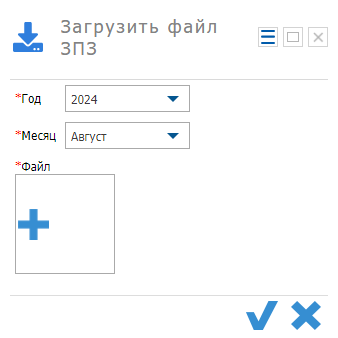 Загрузить файл
ЗПЗ
*Год 2024
*Месяц Август
*Файл